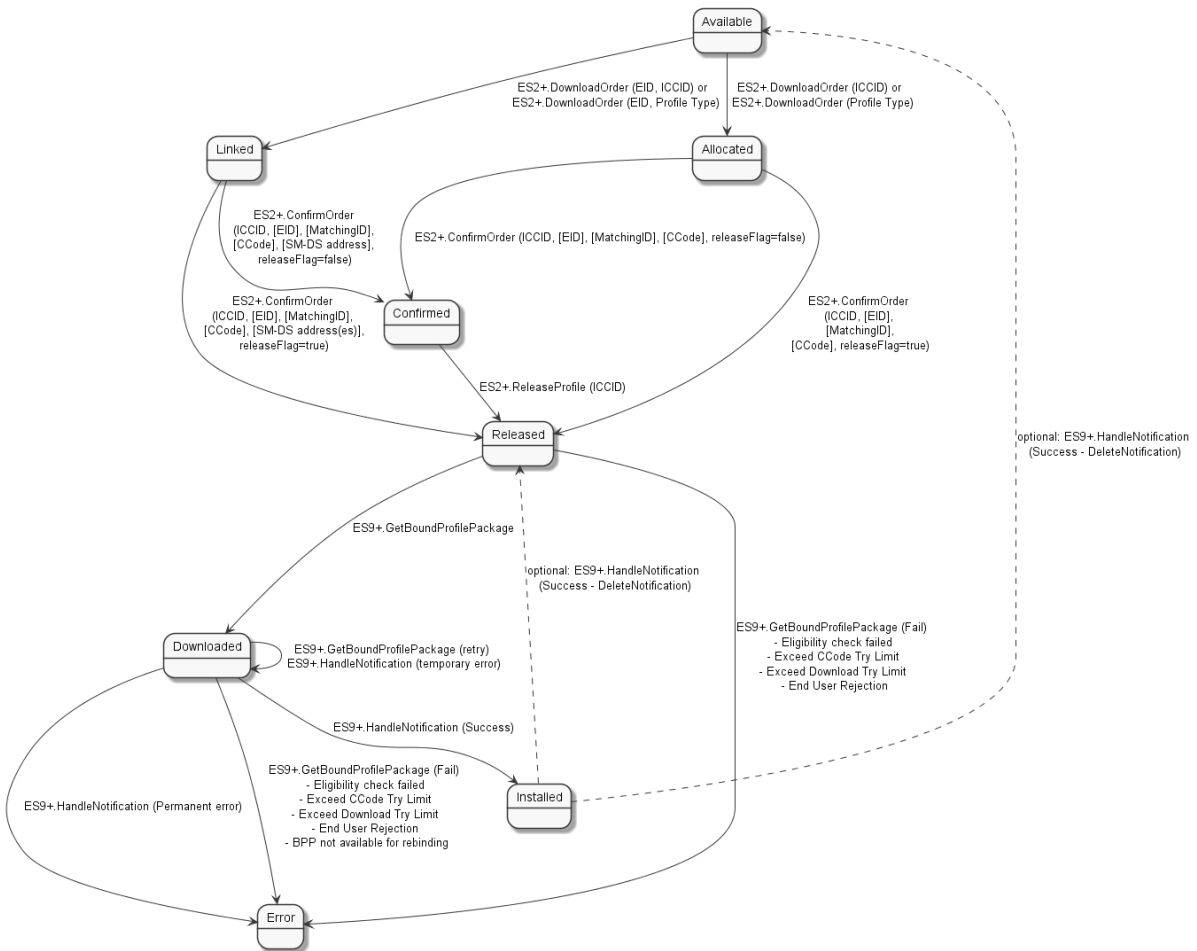 Available
ES2+.DownloadOrder (EID, ICCID) or
ES2+.DownloadOrder (EID, Profile Type)
ES2+.DownloadOrder (ICCID) or
ES2+.DownloadOrder (Profile Type)
Linked
Allocated
ES2+.ConfirmOrder
(ICCID, [EID], [MatchingID],
[CCode], [SM-DS address],
releaseFlag=false)
ES2+.ConfirmOrder (ICCID, [EID], [MatchingID], [CCode], releaseFlag=false)
ES2+.ConfirmOrder
(ICCID, [EID], [MatchingID],
[CCode], [SM-DS address(es)],
releaseFlag=true)
Confirmed
ES2+.ConfirmOrder
(ICCID, [EID],
[MatchingID],
[CCode], releaseFlag=true)
ES2+.ReleaseProfile (ICCID)
Released
optional: ES9+.HandleNotification
(Success - DeleteNotification)
ES9+.GetBoundProfilePackage
optional: ES9+.HandleNotification
(Success - DeleteNotification)
ES9+.GetBoundProfilePackage (Fail)
- Eligibility check failed
- Exceed CCode Try Limit
- Exceed Download Try Limit
- End User Rejection
Downloaded
ES9+.GetBoundProfilePackage (retry)
ES9+.HandleNotification (temporary error)
ES9+.HandleNotification (Success)
ES9+.HandleNotification (Permanent error)
ES9+.GetBoundProfilePackage (Fail)
- Eligibility check failed
- Exceed CCode Try Limit
- Exceed Download Try Limit
- End User Rejection
- BPP not available for rebinding
Installed
Error